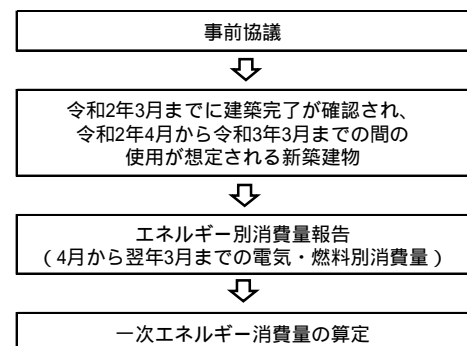 事前協議
令和2年3月までに建築完了が確認され、
令和2年4月から令和3年3月までの間の
使用が想定される新築建物
エネルギー別消費量報告
（4月から翌年3月までの電気・燃料別消費量）
一次エネルギー消費量の算定